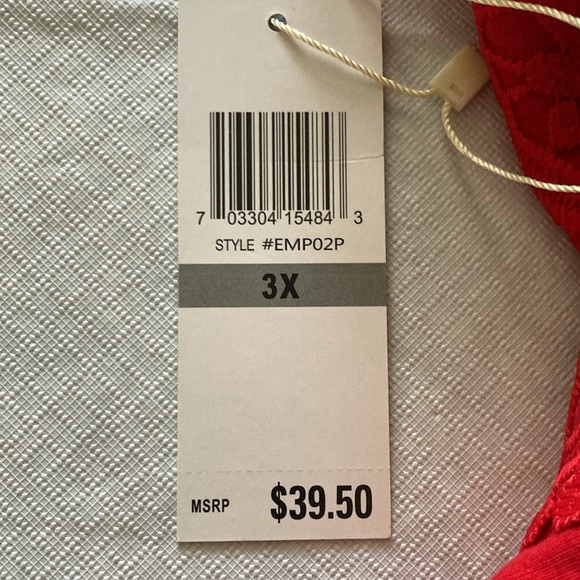 7 03304 15484 3
STYLE #EMP02P
3X
MSRP $39.50